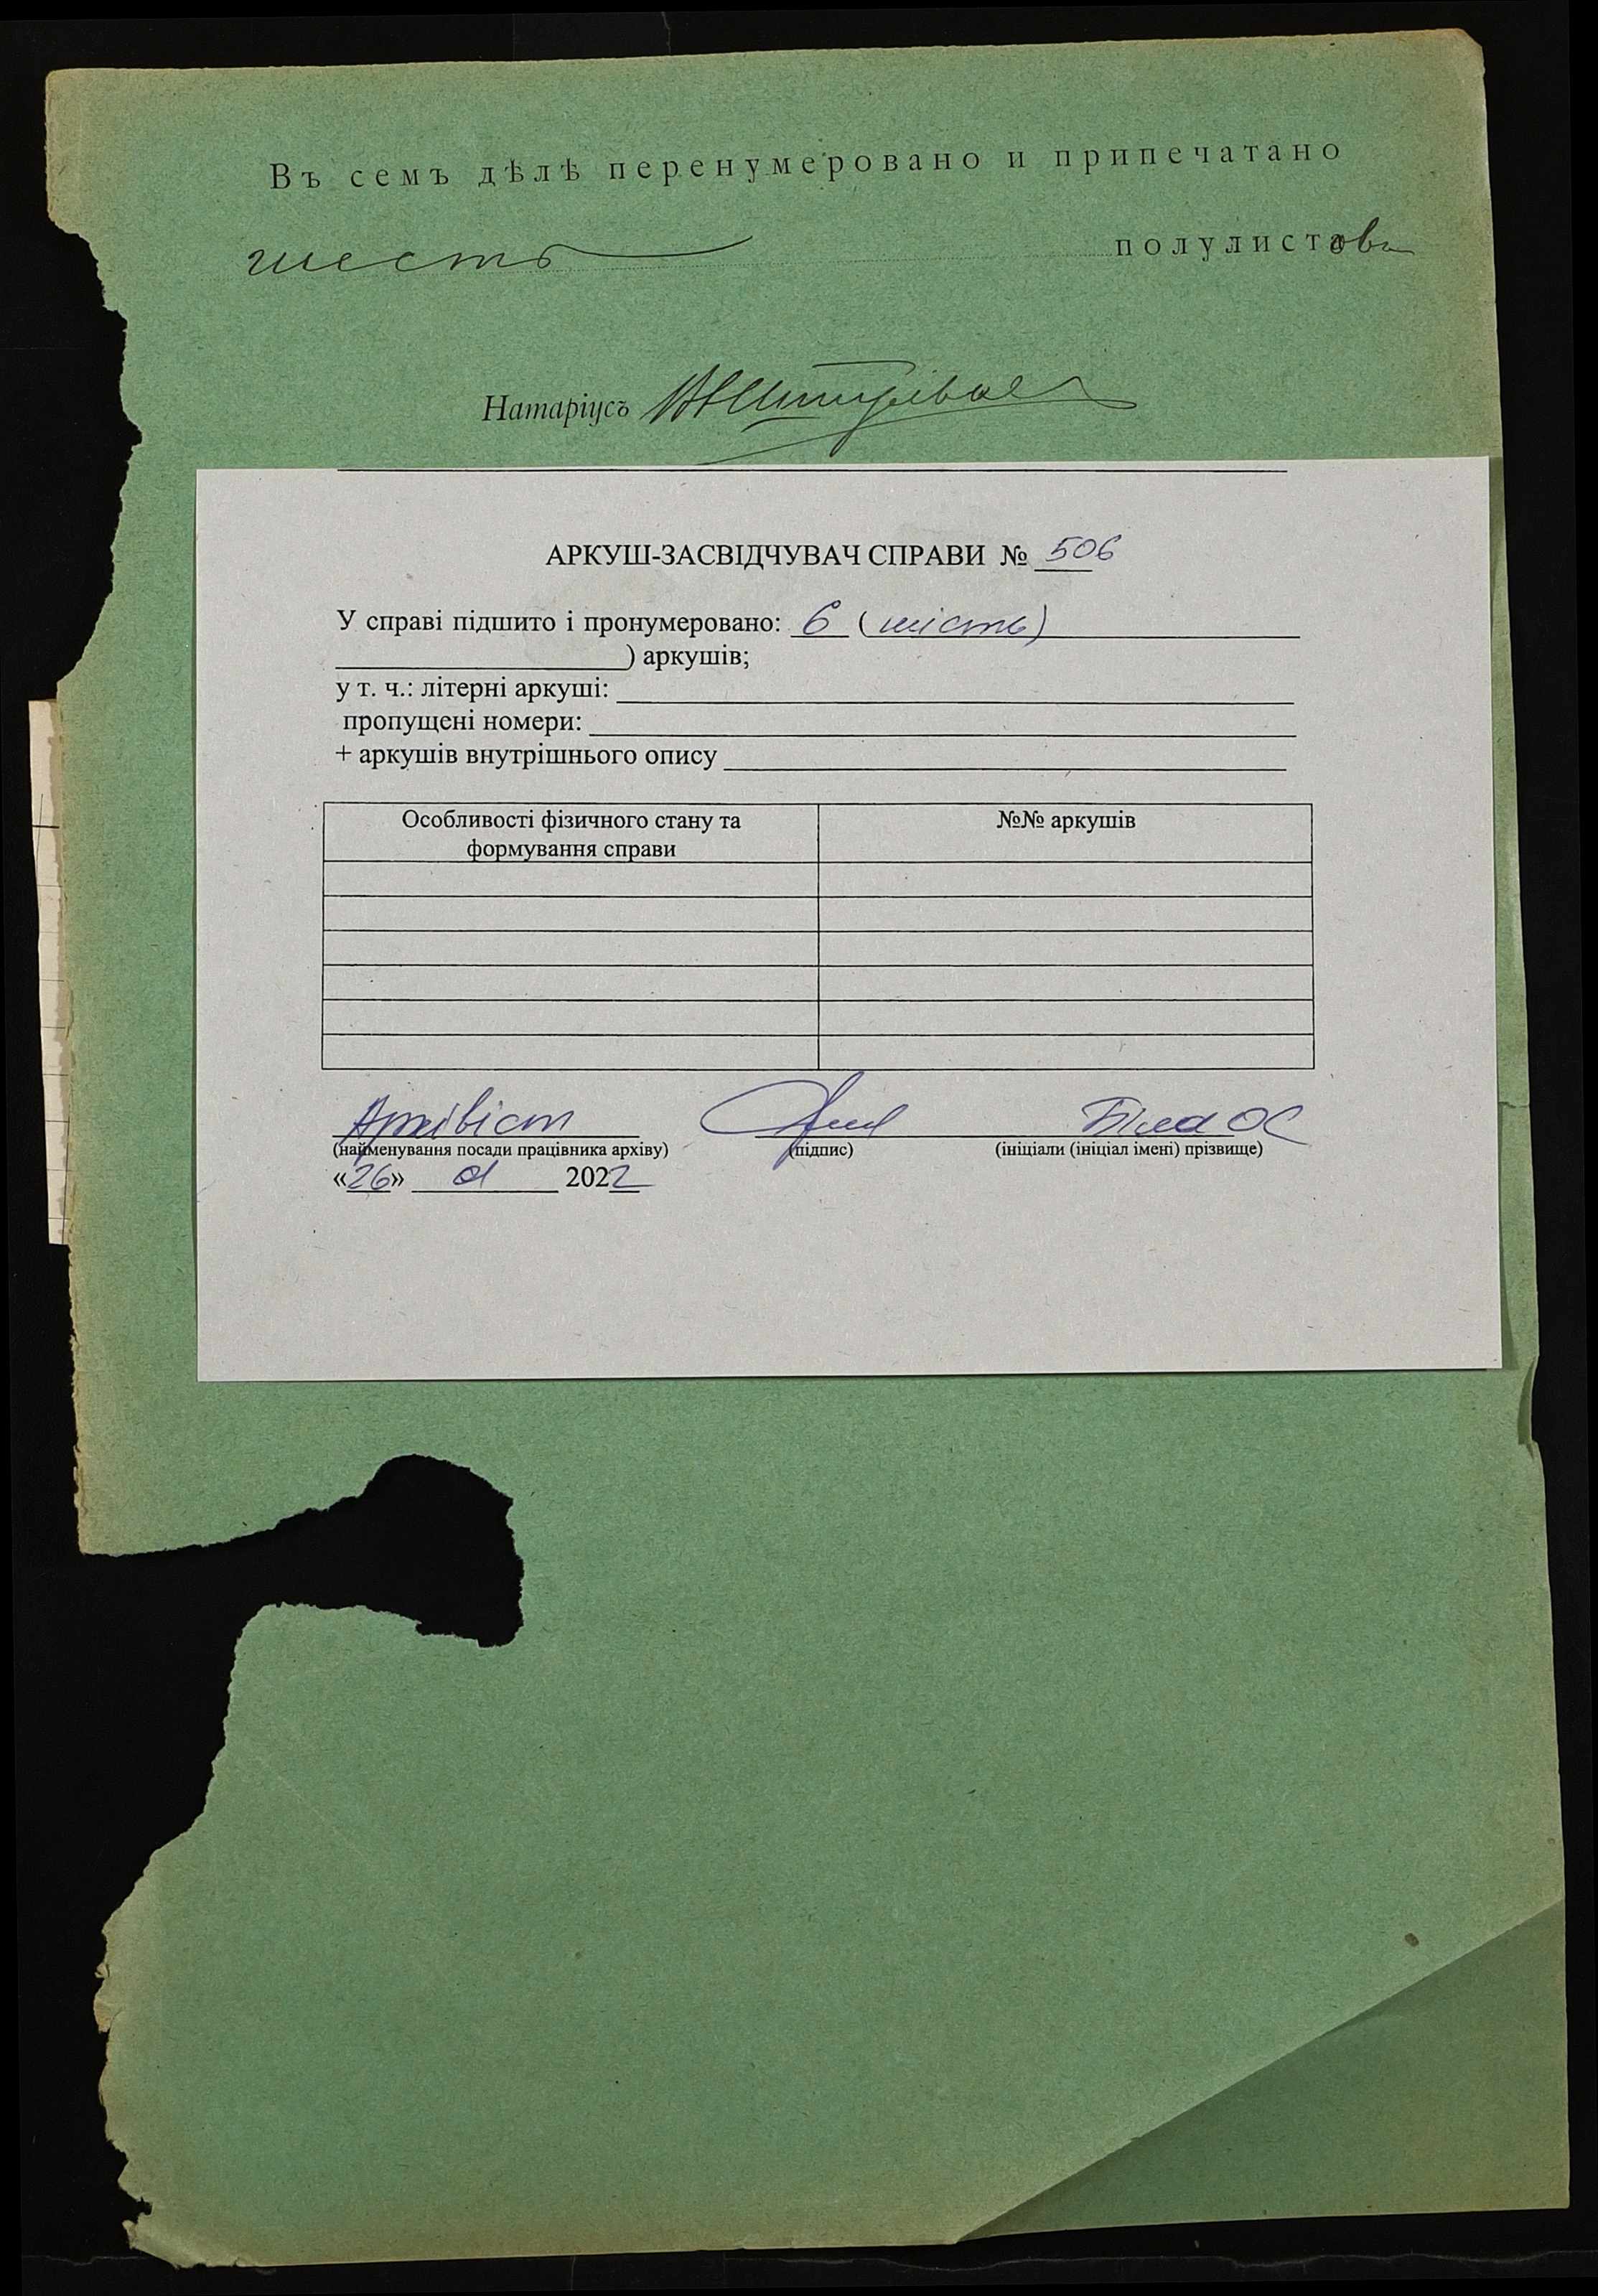 Въ семъ дѣлѣ перенумеровано и припечатано
шесть полулистовъ
Натаріусъ
АРКУШ-ЗАСВІДЧУВАЧ СПРАВИ № 506
У справі підшито і пронумеровано: 6 (шість)
) аркушів;
у т. ч.: літерні аркуші:
пропущені номери:
+ аркушів внутрішнього опису
Особливості фізичного стану та №№ аркушів
формування справи
Архівіст Біла ОС
(найменування посади працівника архіву) (підпис) (ініціали (ініціал імені) прізвище)
«26» 2022